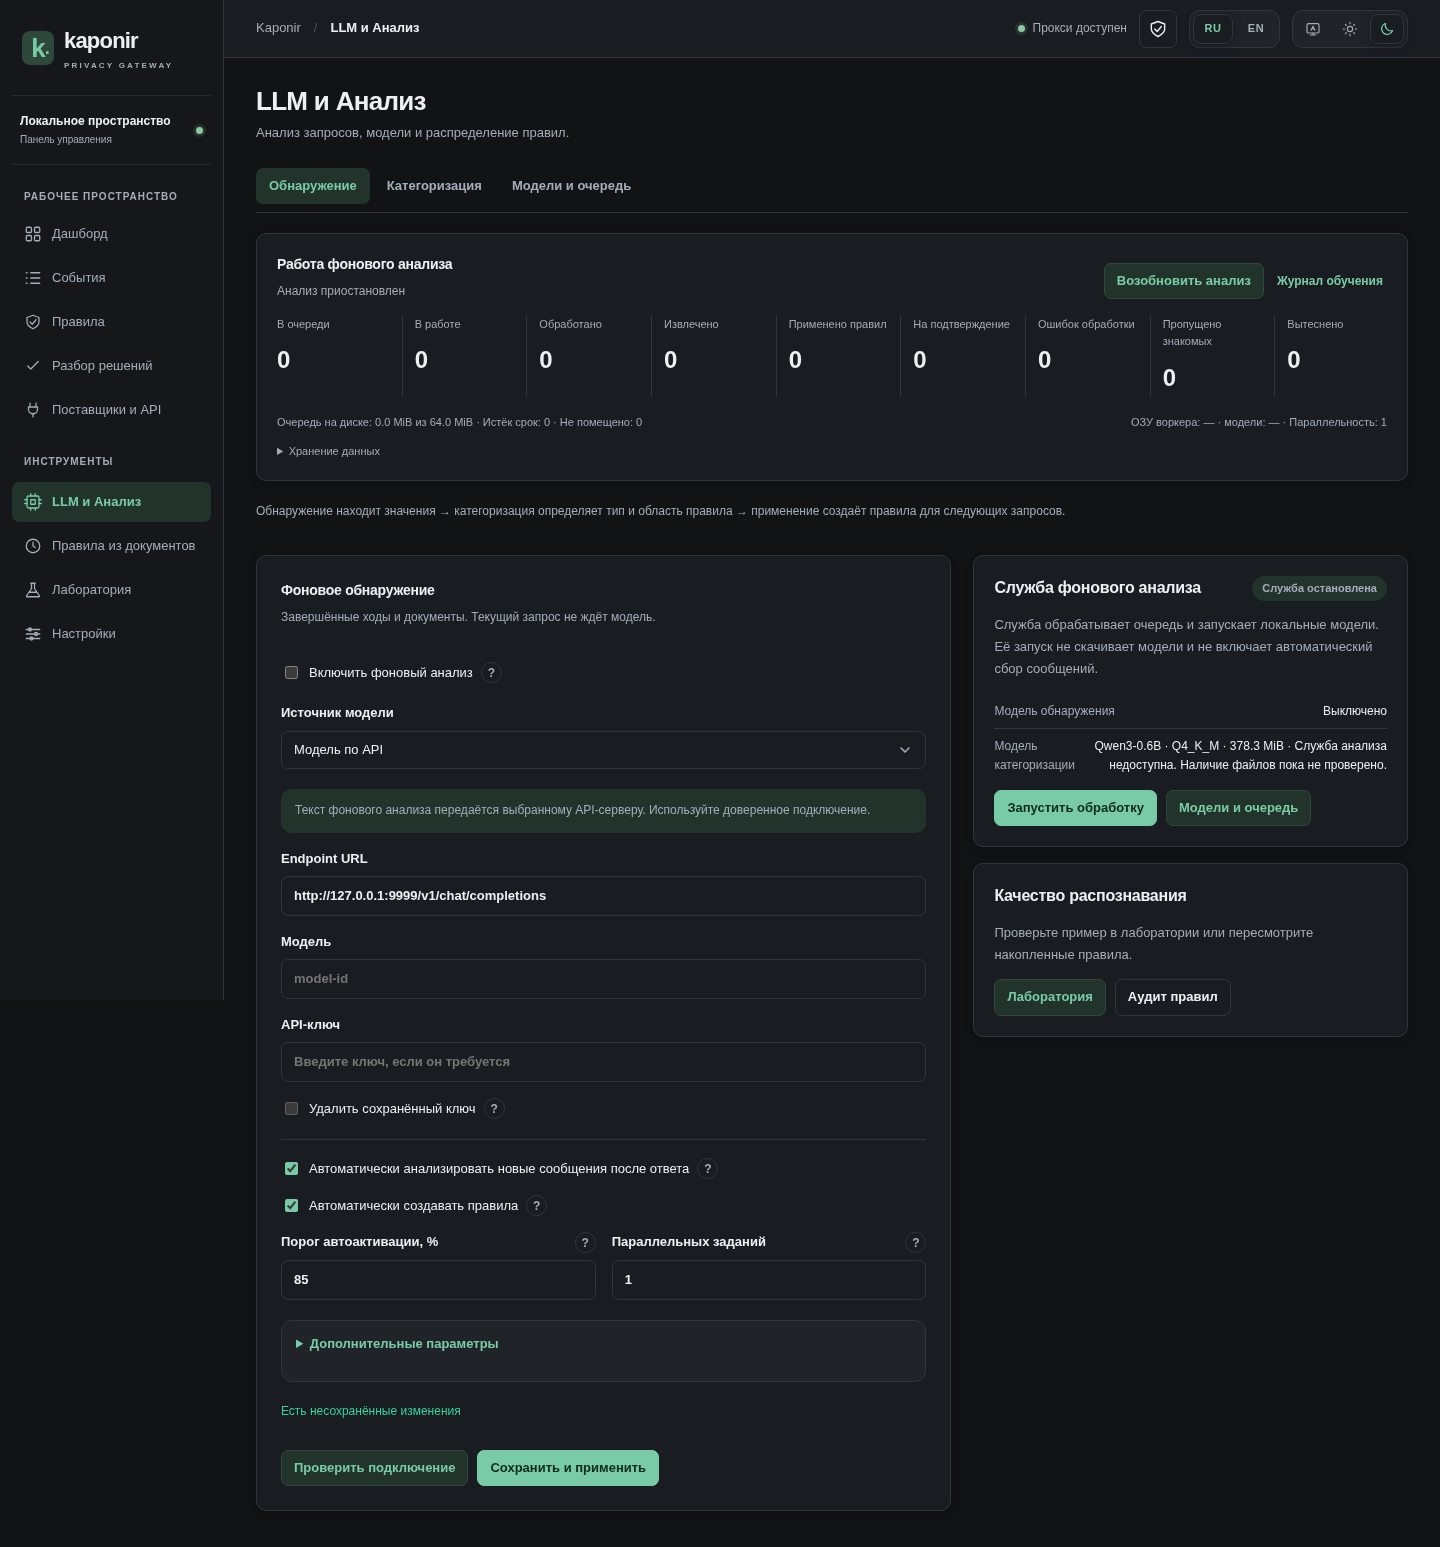 k.
kaponir
PRIVACY GATEWAY
Локальное пространство
Панель управления
РАБОЧЕЕ ПРОСТРАНСТВО
Дашборд
События
Правила
Разбор решений
Поставщики и API
ИНСТРУМЕНТЫ
LLM и Анализ
Правила из документов
Лаборатория
Настройки
Kaponir / LLM и Анализ
Прокси доступен
RU EN
LLM и Анализ
Анализ запросов, модели и распределение правил.
Обнаружение Категоризация Модели и очередь
Работа фонового анализа
Анализ приостановлен
Возобновить анализ Журнал обучения
В очереди
0
В работе
0
Обработано
0
Извлечено
0
Применено правил
0
На подтверждение
0
Ошибок обработки
0
Пропущено
знакомых
0
Вытеснено
0
Очередь на диске: 0.0 MiB из 64.0 MiB · Истёк срок: 0 · Не помещено: 0
ОЗУ воркера: — · модели: — · Параллельность: 1
Хранение данных
Обнаружение находит значения → категоризация определяет тип и область правила → применение создаёт правила для следующих запросов.
Фоновое обнаружение
Завершённые ходы и документы. Текущий запрос не ждёт модель.
Включить фоновый анализ ?
Источник модели
Модель по API
Текст фонового анализа передаётся выбранному API-серверу. Используйте доверенное подключение.
Endpoint URL
http://127.0.0.1:9999/v1/chat/completions
Модель
model-id
API-ключ
Введите ключ, если он требуется
Удалить сохранённый ключ ?
Автоматически анализировать новые сообщения после ответа ?
Автоматически создавать правила ?
Порог автоактивации, % ?
85
Параллельных заданий ?
1
Дополнительные параметры
Есть несохранённые изменения
Проверить подключение Сохранить и применить
Служба фонового анализа
Служба остановлена
Служба обрабатывает очередь и запускает локальные модели.
Её запуск не скачивает модели и не включает автоматический
сбор сообщений.
Модель обнаружения Выключено
Модель
категоризации
Qwen3-0.6B · Q4_K_M · 378.3 MiB · Служба анализа
недоступна. Наличие файлов пока не проверено.
Запустить обработку Модели и очередь
Качество распознавания
Проверьте пример в лаборатории или пересмотрите
накопленные правила.
Лаборатория Аудит правил